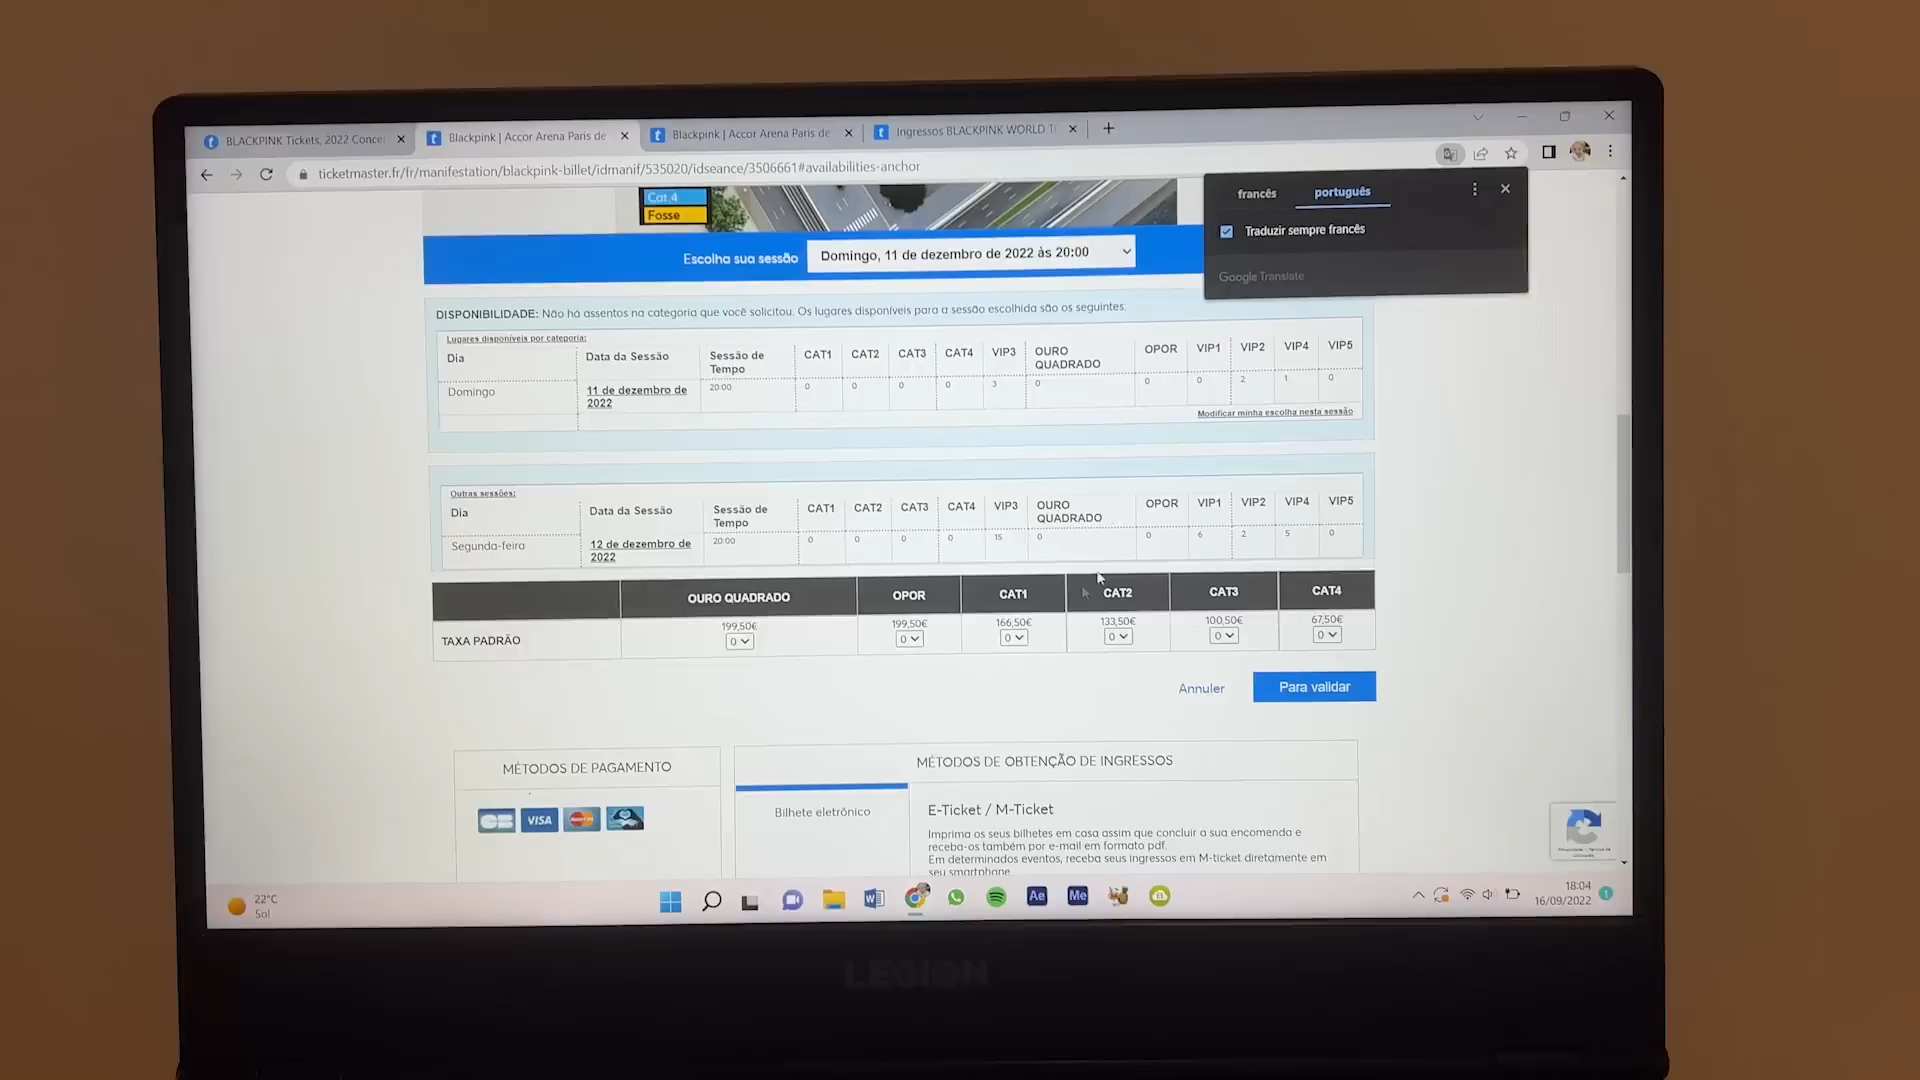 BLACKPINK Tickets, 2022 Conce
Blackpink | Accor Arena Paris de
Blackpink | Accor Arena Paris de
Ingressos BLACKPINK WORLD T
ticketmaster.fr/fr/manifestation/blackpink-billet/idmanif/535020/idseance/3506661#availabilities-anchor
francês português
Traduzir sempre francês
Google Translate
Cat.4
Fosse
Escolha sua sessão Domingo, 11 de dezembro de 2022 às 20:00
DISPONIBILIDADE: Não há assentos na categoria que você solicitou. Os lugares disponíveis para a sessão escolhida são os seguintes:
Lugares disponíveis por categoria:
Dia Data da Sessão Sessão de Tempo CAT1 CAT2 CAT3 CAT4 VIP3 OURO QUADRADO OPOR VIP1 VIP2 VIP4 VIP5
Domingo 11 de dezembro de 2022 20:00 0 0 0 0 3 0 0 0 2 1 0
Modificar minha escolha nesta sessão
Outras sessões:
Dia Data da Sessão Sessão de Tempo CAT1 CAT2 CAT3 CAT4 VIP3 OURO QUADRADO OPOR VIP1 VIP2 VIP4 VIP5
Segunda-feira 12 de dezembro de 2022 20:00 0 0 0 0 15 0 0 6 2 5 0
OURO QUADRADO OPOR CAT1 CAT2 CAT3 CAT4
TAXA PADRÃO 199,50€ 199,50€ 166,50€ 133,50€ 100,50€ 67,50€
0 0 0 0 0 0
Annuler Para validar
MÉTODOS DE PAGAMENTO
CB VISA
MÉTODOS DE OBTENÇÃO DE INGRESSOS
Bilhete eletrônico
E-Ticket / M-Ticket
Imprima os seus bilhetes em casa assim que concluir a sua encomenda e
receba-os também por e-mail em formato pdf.
Em determinados eventos, receba seus ingressos em M-ticket diretamente em
seu smartphone
22°C
Sol
Ae Me
18:04
16/09/2022
1
LEGION